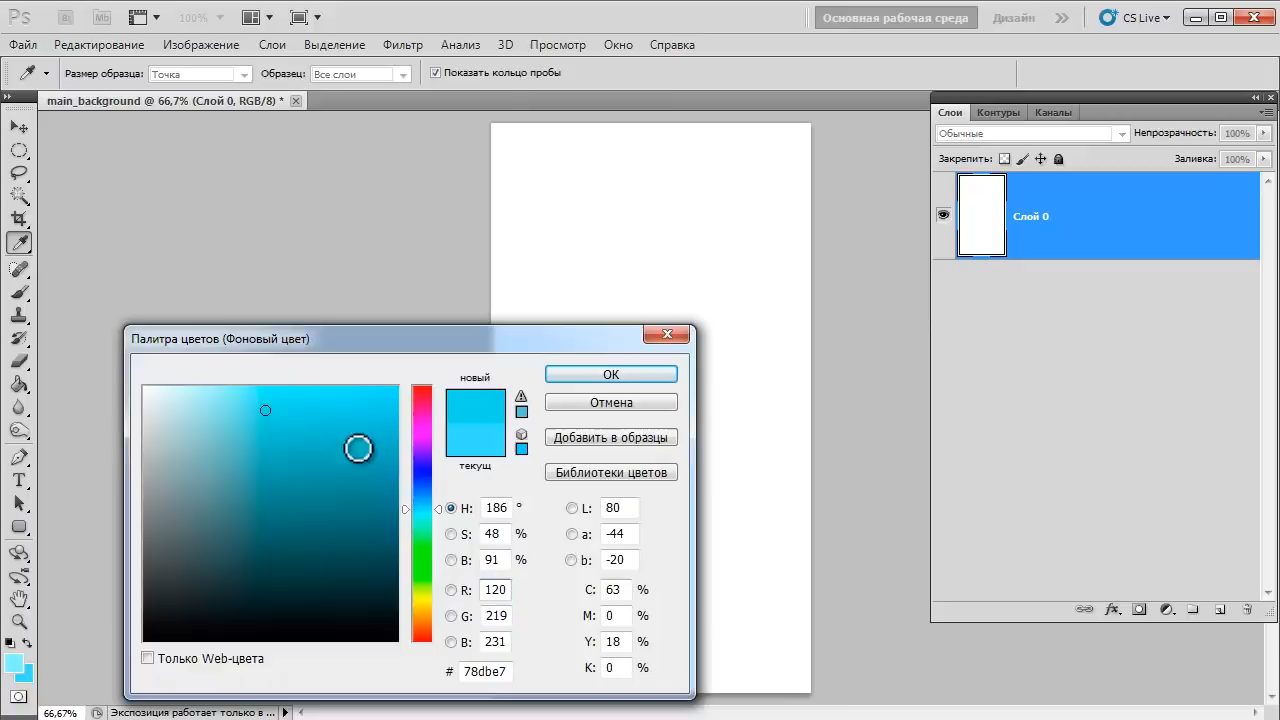 Ps Br Mb 100% Основная рабочая среда Дизайн CS Live
Файл Редактирование Изображение Слои Выделение Фильтр Анализ 3D Просмотр Окно Справка
Размер образца: Точка Образец: Все слои Показать кольцо пробы
main_background @ 66,7% (Слой 0, RGB/8) *
Слои Контуры Каналы
Обычные Непрозрачность: 100%
Закрепить: Заливка: 100%
Слой 0
Палитра цветов (Фоновый цвет)
новый
текущ
OK
Отмена
Добавить в образцы
Библиотеки цветов
H: 186 ° L: 80
S: 48 % a: -44
B: 91 % b: -20
R: 120 C: 63 %
G: 219 M: 0 %
B: 231 Y: 18 %
K: 0 %
# 78dbe7
Только Web-цвета
T
fx
66,67% Экспозиция работает только в ...